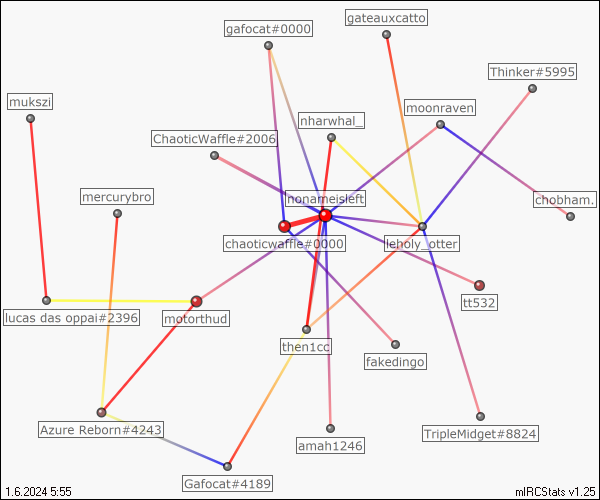 gateauxcatto
gafocat#0000
Thinker#5995
mukszi
moonraven
nharwhal_
ChaoticWaffle#2006
mercurybro
nonameisleft
chobham.
chaoticwaffle#0000
leholy_otter
tt532
lucas das oppai#2396
motorthud
then1cc
fakedingo
Azure Reborn#4243
TripleMidget#8824
amah1246
Gafocat#4189
1.6.2024 5:55
mIRCStats v1.25